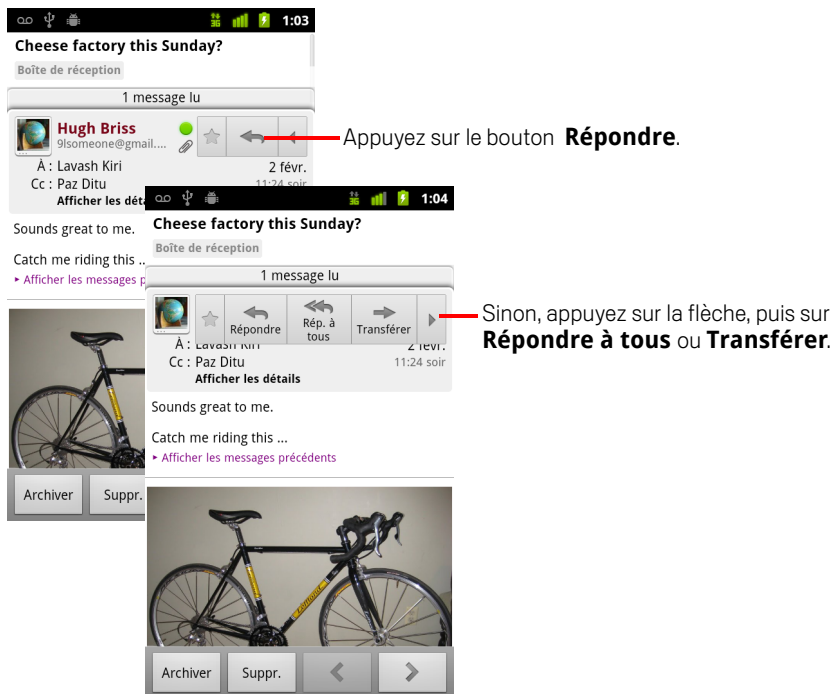 1:03
Cheese factory this Sunday?
Boîte de réception
1 message lu
Hugh Briss
9lsomeone@gmail....
À : Lavash Kiri
2 févr.
Cc : Paz Ditu
11:24 soir
Afficher les déta
Sounds great to me.
Catch me riding this ..
▸ Afficher les messages p
Archiver
Suppr.
Appuyez sur le bouton Répondre.
1:04
Cheese factory this Sunday?
Boîte de réception
1 message lu
Répondre
Rép. à
tous
Transférer
À : Lavash Kiri
2 févr.
Cc : Paz Ditu
11:24 soir
Afficher les détails
Sounds great to me.
Catch me riding this ...
▸ Afficher les messages précédents
Archiver
Suppr.
Sinon, appuyez sur la flèche, puis sur
Répondre à tous ou Transférer.